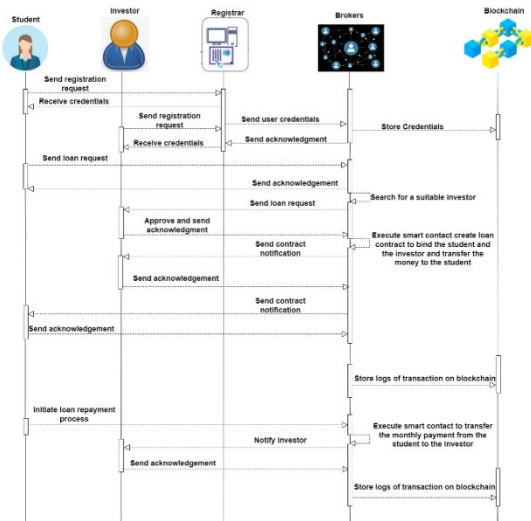 Student
Investor
Registrar
Brokers
Blockchain
Send registration
request
Receive credentials
Send registration
request
Send user credentials
Store Credentials
Send acknowledgment
Receive credentials
Send loan request
Send acknowledgement
Search for a suitable investor
Send loan request
Approve and send
acknowledgment
Execute smart contact create loan
contract to bind the student and
the investor and transfer the
money to the student
Send contract
notification
Send acknowledgement
Send contract
notification
Send acknowledgement
Store logs of transaction on blockchain
Initiate loan repayment
process
Execute smart contact to transfer
the monthly payment from the
student to the investor
Notify investor
Send acknowledgement
Store logs of transaction on blockchain